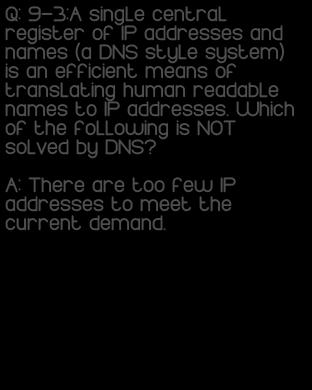 Q: 9-3:A single central
register of IP addresses and
names (a DNS style system)
is an efficient means of
translating human readable
names to IP addresses. Which
of the following is NOT
solved by DNS?
A: There are too few IP
addresses to meet the
current demand.